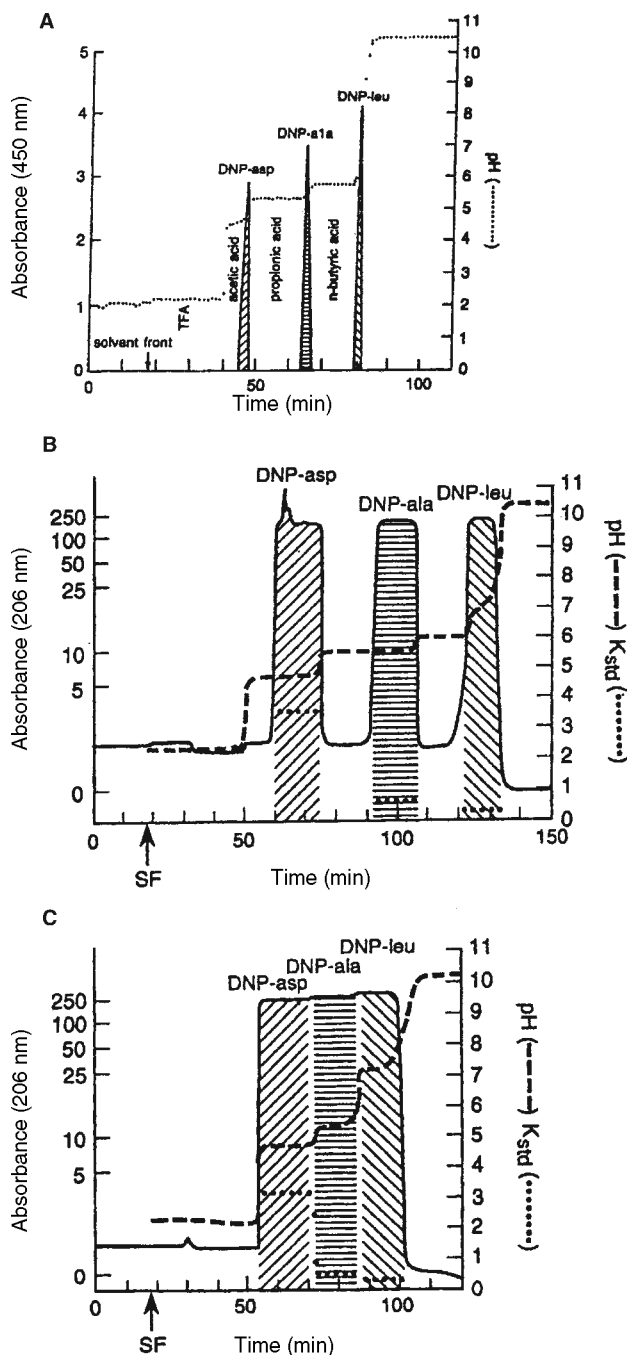 A
Absorbance (450 nm)
5
4
3
2
1
0
DNP-asp
DNP-a1a
DNP-leu
acetic acid
propionic acid
n-butyric acid
TFA
solvent front
11
10
9
8
7
6
5
4
3
2
1
0
pH (..........)
0 50 100
Time (min)
B
Absorbance (206 nm)
250
100
50
25
10
5
0
DNP-asp
DNP-ala
DNP-leu
11
10
9
8
7
6
5
4
3
2
1
0
pH (– – –) Kstd (.......)
0 50 100 150
SF
Time (min)
C
Absorbance (206 nm)
250
100
50
25
10
5
0
DNP-asp
DNP-ala
DNP-leu
11
10
9
8
7
6
5
4
3
2
1
0
pH (– – –) Kstd (.......)
0 50 100
SF
Time (min)